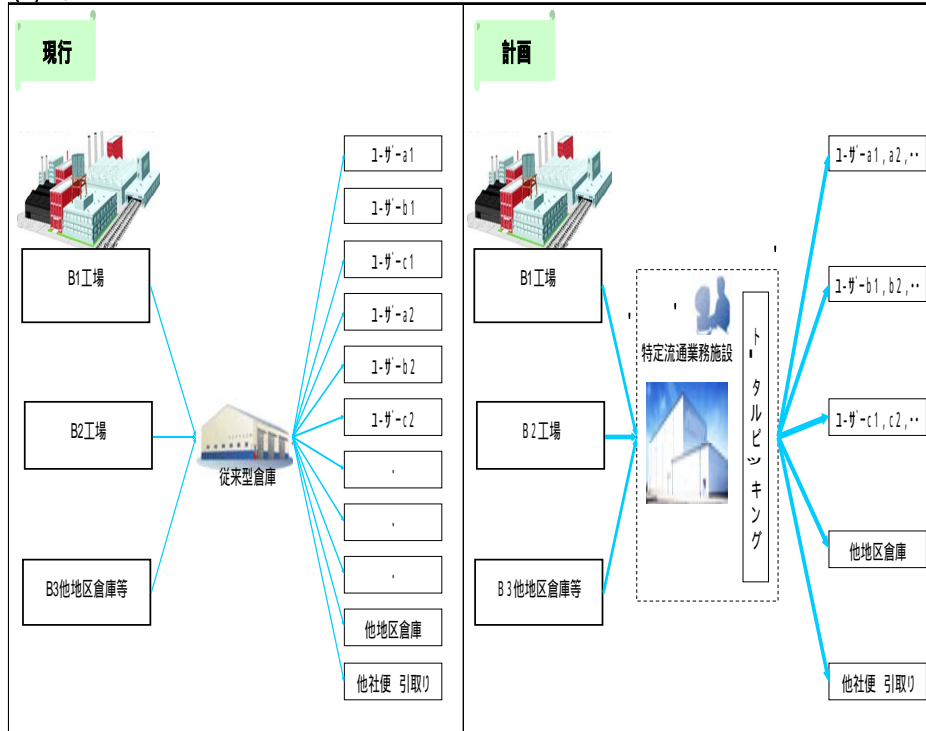 現行
B1工場
B2工場
B3他地区倉庫等
従来型倉庫
ﾕｰｻﾞｰa1
ﾕｰｻﾞｰb1
ﾕｰｻﾞｰc1
ﾕｰｻﾞｰa2
ﾕｰｻﾞｰb2
ﾕｰｻﾞｰc2
・
・
・
他地区倉庫
他社便 引取り
計画
B1工場
B2工場
B3他地区倉庫等
特定流通業務施設
トータルピッキング
ﾕｰｻﾞｰa1,a2,‥
ﾕｰｻﾞｰb1,b2,‥
ﾕｰｻﾞｰc1,c2,‥
他地区倉庫
他社便 引取り